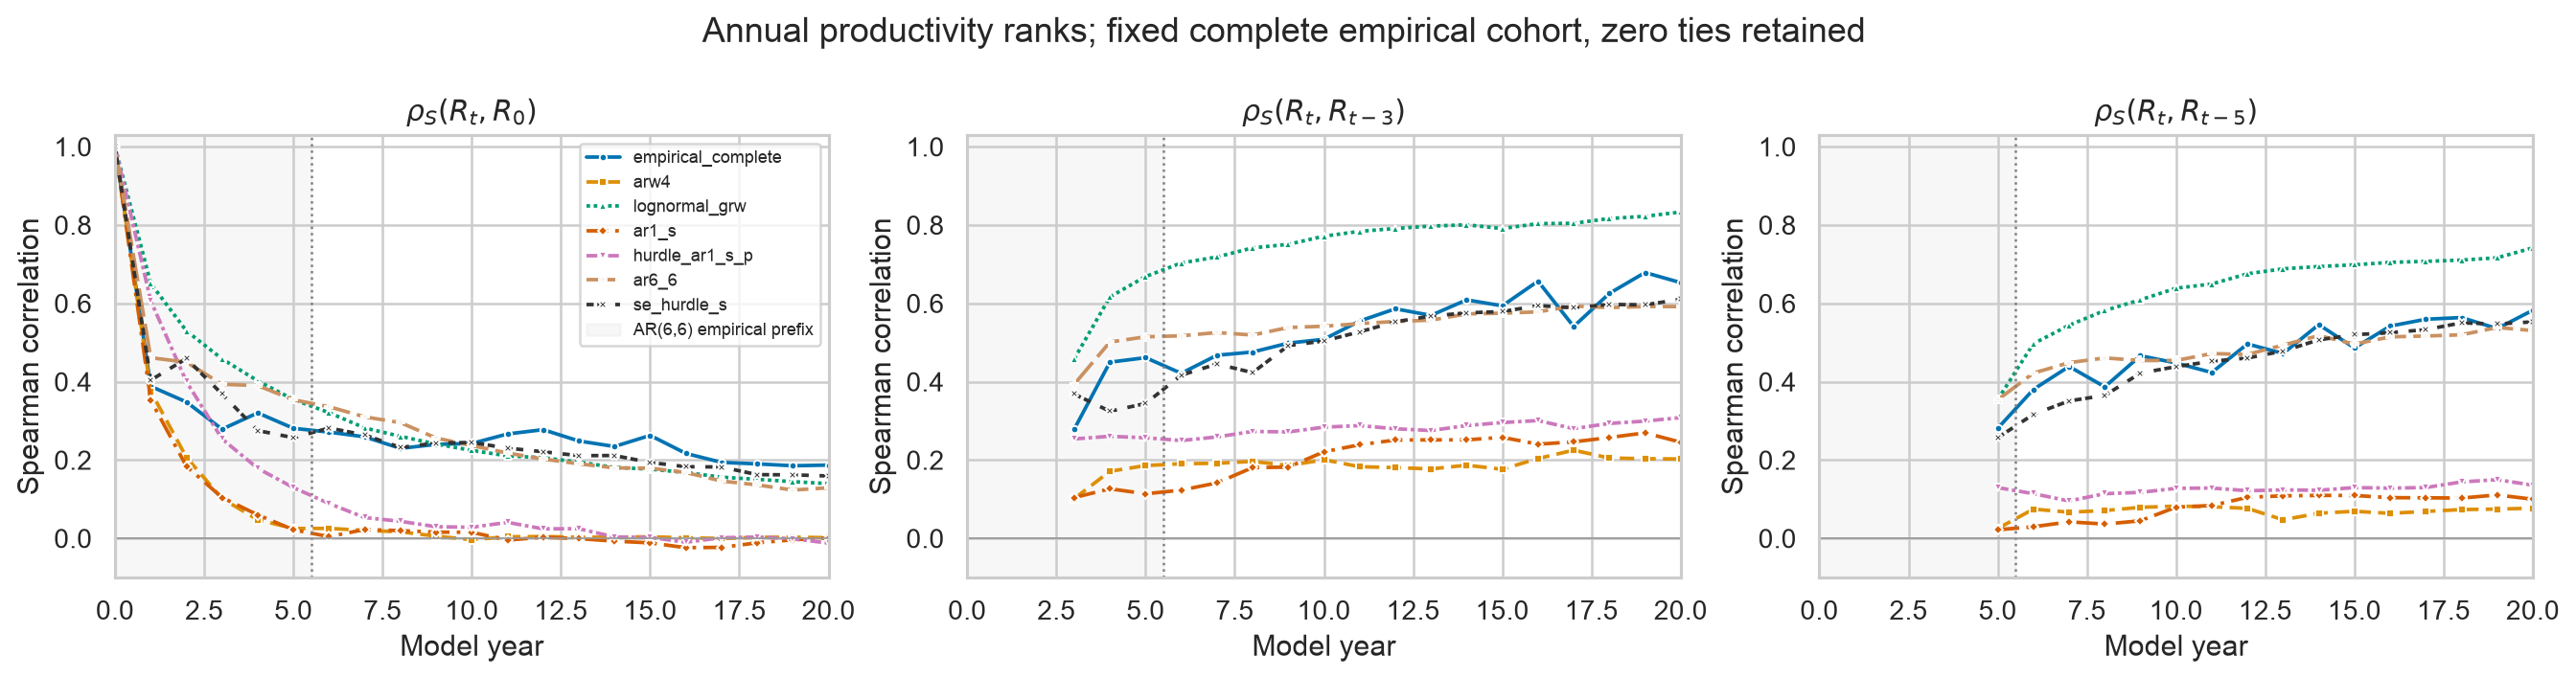 Annual productivity ranks; fixed complete empirical cohort, zero ties retained
ρS(Rt, R0)
Spearman correlation
1.0
0.8
0.6
0.4
0.2
0.0
0.0 2.5 5.0 7.5 10.0 12.5 15.0 17.5 20.0
Model year
empirical_complete
arw4
lognormal_grw
ar1_s
hurdle_ar1_s_p
ar6_6
se_hurdle_s
AR(6,6) empirical prefix
ρS(Rt, Rt − 3)
Spearman correlation
1.0
0.8
0.6
0.4
0.2
0.0
0.0 2.5 5.0 7.5 10.0 12.5 15.0 17.5 20.0
Model year
ρS(Rt, Rt − 5)
Spearman correlation
1.0
0.8
0.6
0.4
0.2
0.0
0.0 2.5 5.0 7.5 10.0 12.5 15.0 17.5 20.0
Model year